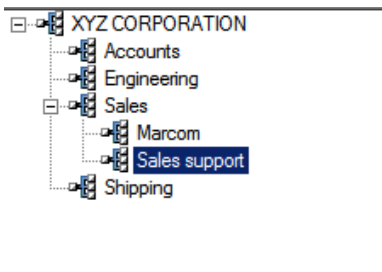 XYZ CORPORATION
Accounts
Engineering
Sales
Marcom
Sales support
Shipping